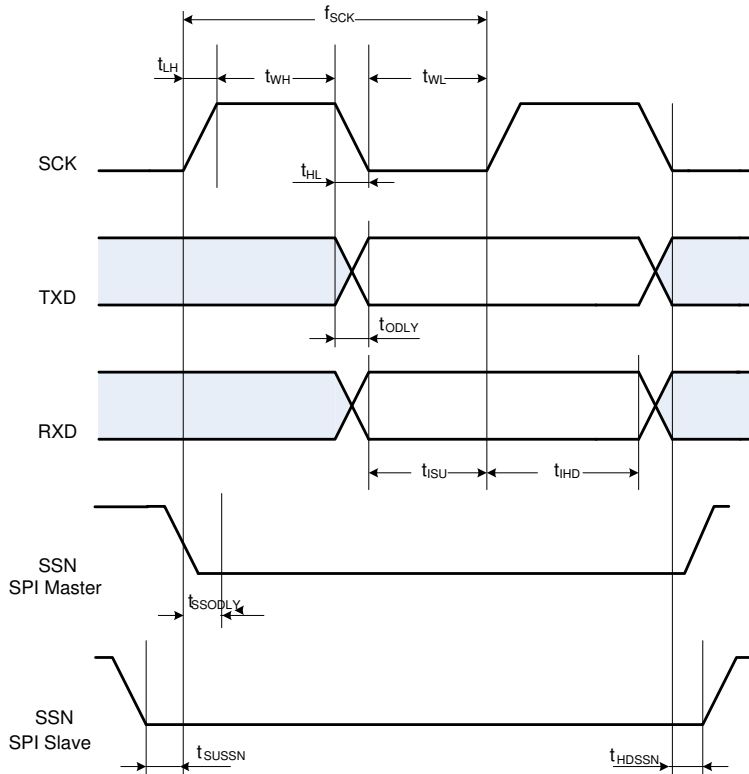 fSCK
tLH
tWH
tWL
SCK
tHL
TXD
tODLY
RXD
tISU
tIHD
SSN
SPI Master
tSSODLY
SSN
SPI Slave
tSUSSN
tHDSSN